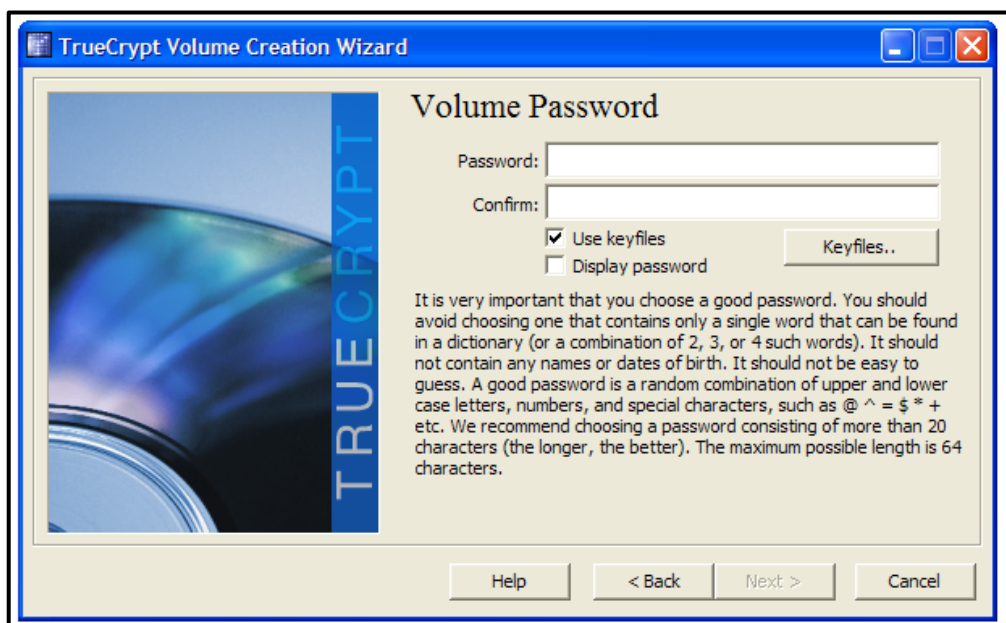 TrueCrypt Volume Creation Wizard
TRUECRYPT
Volume Password
Password:
Confirm:
Use keyfiles
Keyfiles..
Display password
It is very important that you choose a good password. You should
avoid choosing one that contains only a single word that can be found
in a dictionary (or a combination of 2, 3, or 4 such words). It should
not contain any names or dates of birth. It should not be easy to
guess. A good password is a random combination of upper and lower
case letters, numbers, and special characters, such as @ ^ = $ * +
etc. We recommend choosing a password consisting of more than 20
characters (the longer, the better). The maximum possible length is 64
characters.
Help
< Back
Next >
Cancel